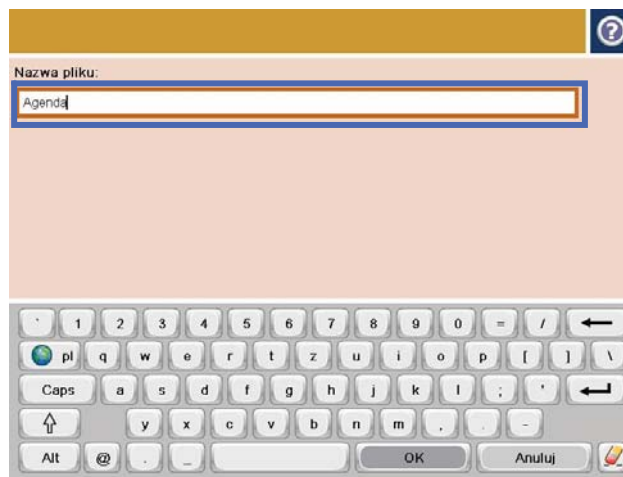 ?
Nazwa pliku:
Agenda
` 1 2 3 4 5 6 7 8 9 0 = /
pl q w e r t z u i o p [ ] \
Caps a s d f g h j k l ; '
y x c v b n m , . -
Alt @ . _ OK Anuluj